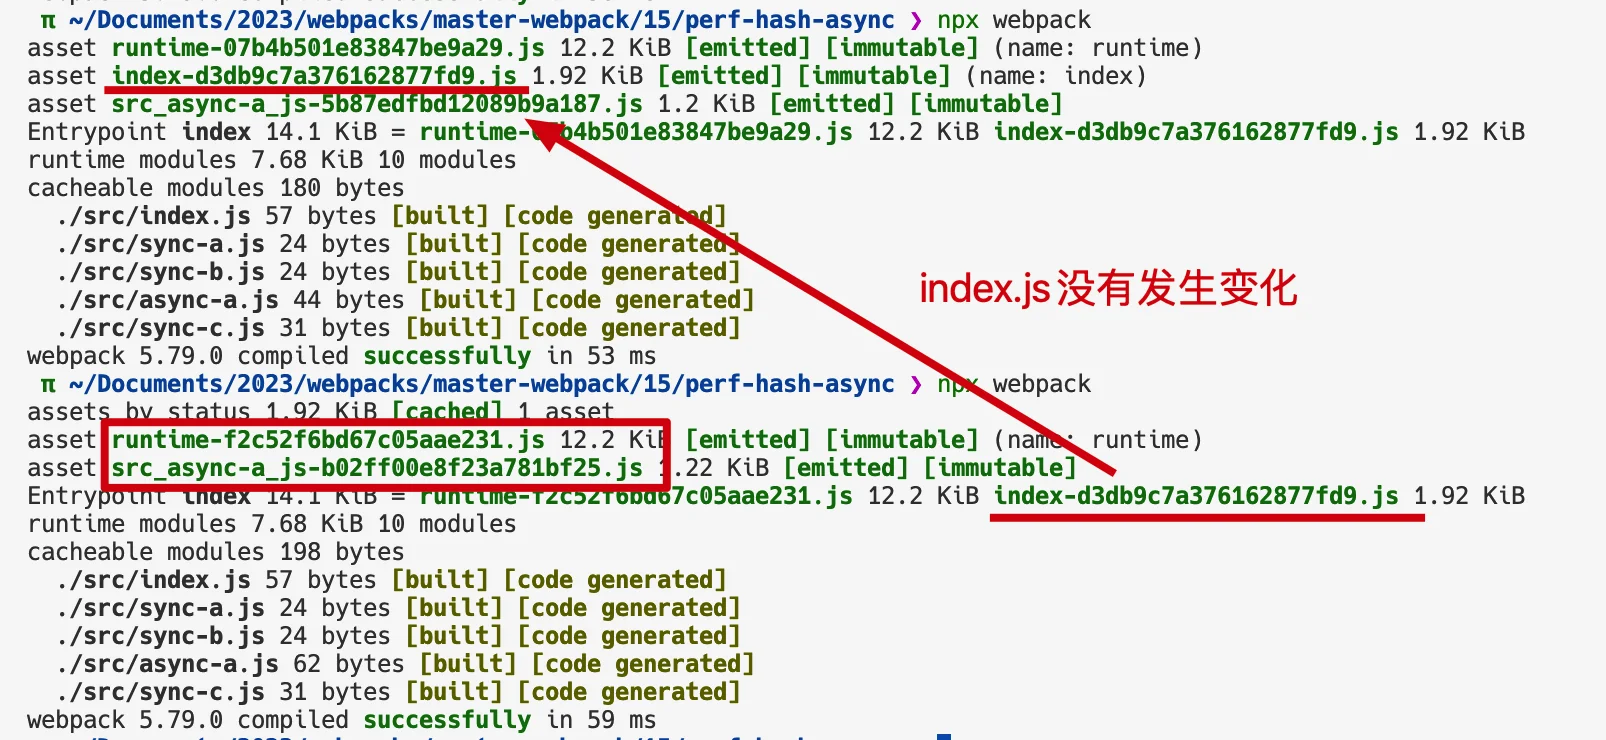 π ~/Documents/2023/webpacks/master-webpack/15/perf-hash-async ❯ npx webpack
asset runtime-07b4b501e83847be9a29.js 12.2 KiB [emitted] [immutable] (name: runtime)
asset index-d3db9c7a376162877fd9.js 1.92 KiB [emitted] [immutable] (name: index)
asset src_async-a_js-5b87edfbd12089b9a187.js 1.2 KiB [emitted] [immutable]
Entrypoint index 14.1 KiB = runtime-07b4b501e83847be9a29.js 12.2 KiB index-d3db9c7a376162877fd9.js 1.92 KiB
runtime modules 7.68 KiB 10 modules
cacheable modules 180 bytes
./src/index.js 57 bytes [built] [code generated]
./src/sync-a.js 24 bytes [built] [code generated]
./src/sync-b.js 24 bytes [built] [code generated]
./src/async-a.js 44 bytes [built] [code generated]
index.js没有发生变化
./src/sync-c.js 31 bytes [built] [code generated]
webpack 5.79.0 compiled successfully in 53 ms
π ~/Documents/2023/webpacks/master-webpack/15/perf-hash-async ❯ npx webpack
assets by status 1.92 KiB [cached] 1 asset
asset runtime-f2c52f6bd67c05aae231.js 12.2 KiB [emitted] [immutable] (name: runtime)
asset src_async-a_js-b02ff00e8f23a781bf25.js 1.22 KiB [emitted] [immutable]
Entrypoint index 14.1 KiB = runtime-f2c52f6bd67c05aae231.js 12.2 KiB index-d3db9c7a376162877fd9.js 1.92 KiB
runtime modules 7.68 KiB 10 modules
cacheable modules 198 bytes
./src/index.js 57 bytes [built] [code generated]
./src/sync-a.js 24 bytes [built] [code generated]
./src/sync-b.js 24 bytes [built] [code generated]
./src/async-a.js 62 bytes [built] [code generated]
./src/sync-c.js 31 bytes [built] [code generated]
webpack 5.79.0 compiled successfully in 59 ms